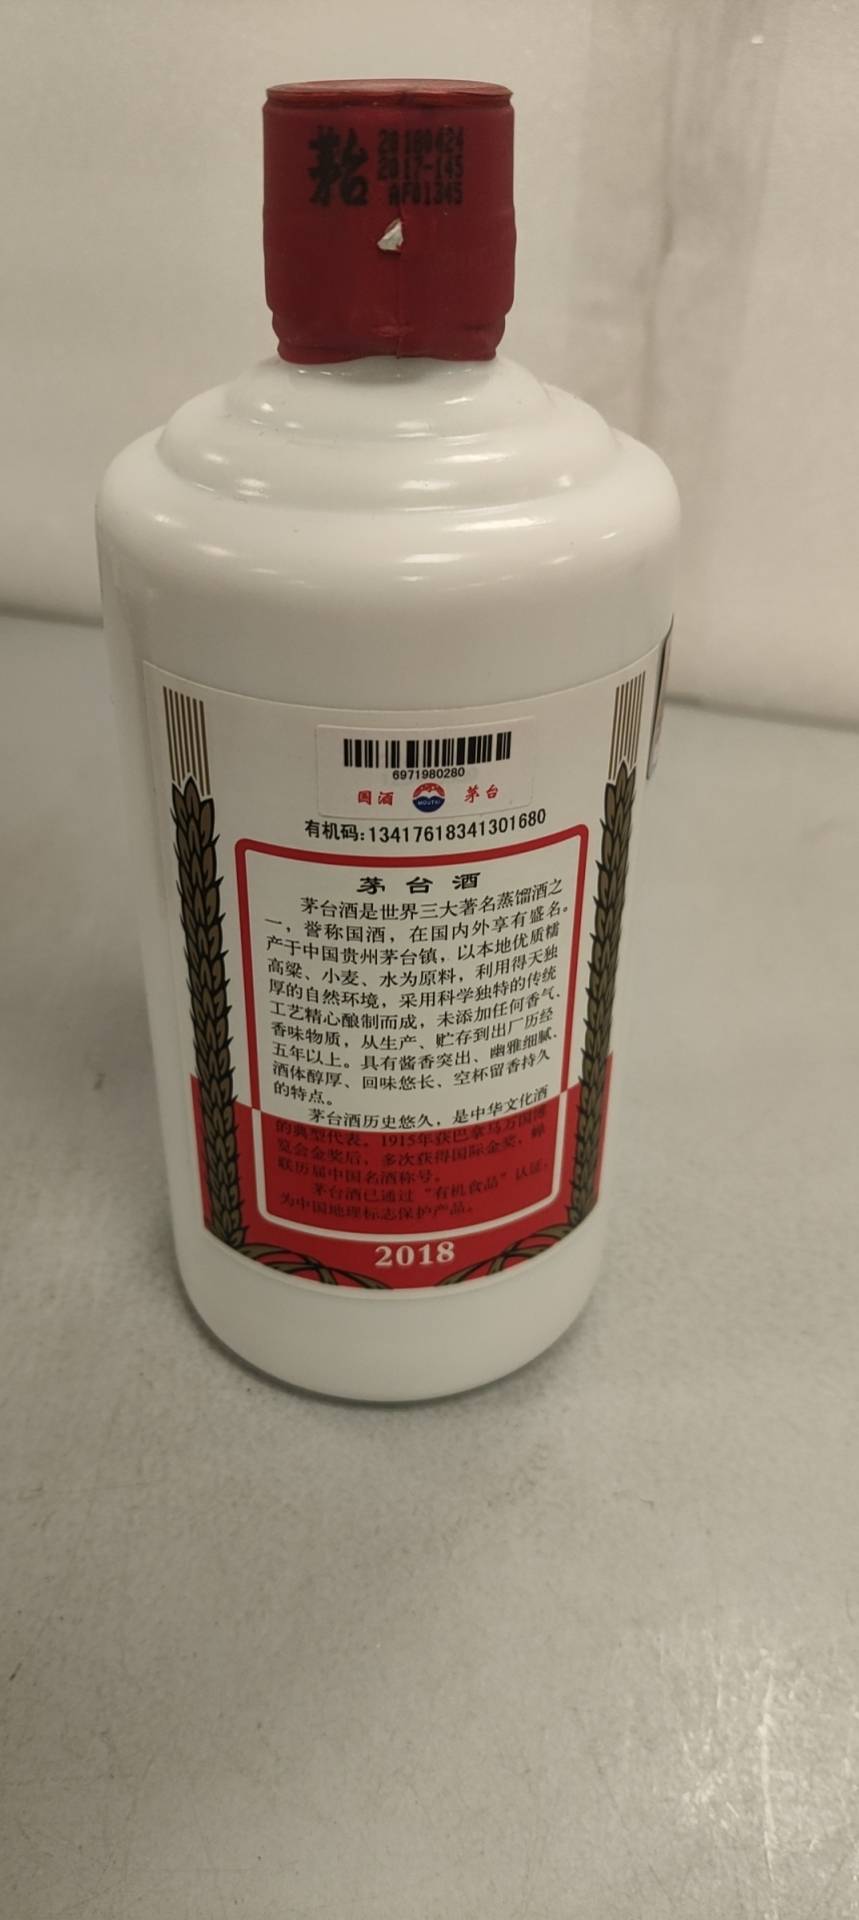 茅台
20180424
2017-145
AF01345
6971980280
国酒 MOUTAI 茅台
有机码:13417618341301680
茅台酒
茅台酒是世界三大著名蒸馏酒之
一，誉称国酒，在国内外享有盛名。
产于中国贵州茅台镇，以本地优质糯
高粱、小麦、水为原料，利用得天独
厚的自然环境，采用科学独特的传统
工艺精心酿制而成，未添加任何香气、
香味物质，从生产、贮存到出厂历经
五年以上。具有酱香突出、幽雅细腻、
酒体醇厚、回味悠长、空杯留香持久
的特点。
茅台酒历史悠久，是中华文化酒
的典型代表。1915年获巴拿马万国博
览会金奖后，多次获得国际金奖，蝉
联历届中国名酒称号。
茅台酒已通过“有机食品”认证，
为中国地理标志保护产品。
2018